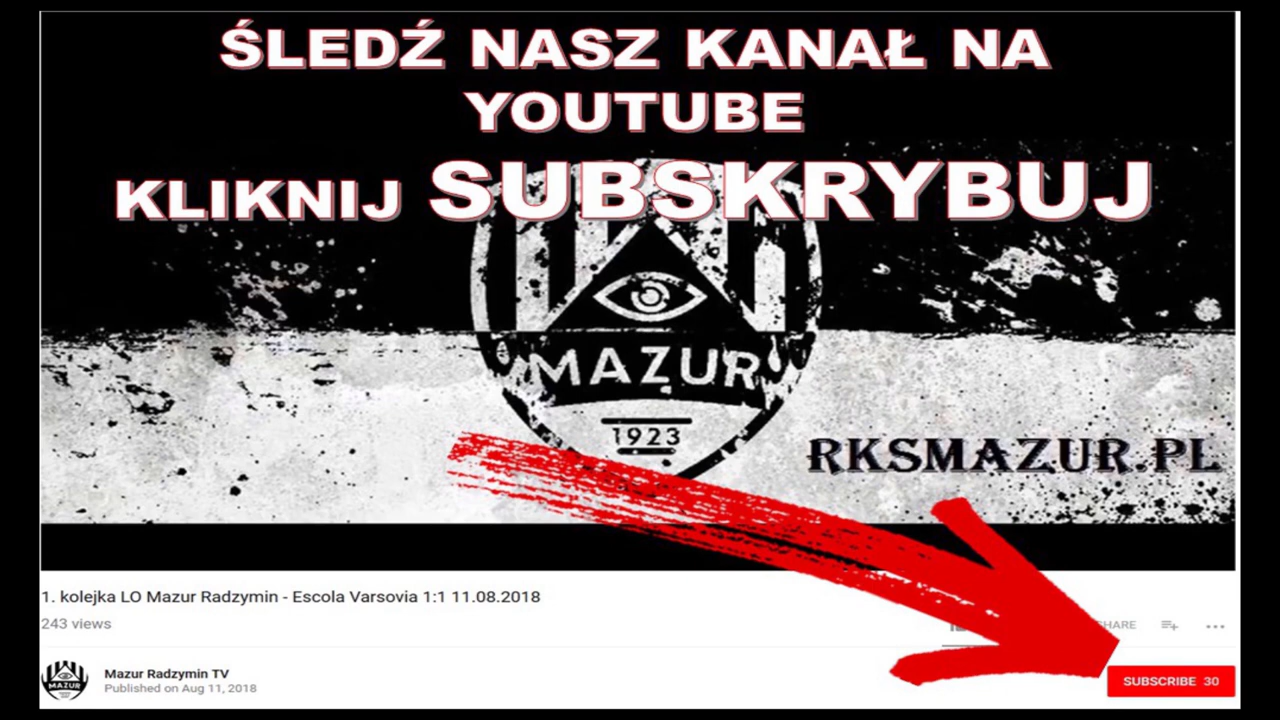 ŚLEDŹ NASZ KANAŁ NA
YOUTUBE
KLIKNIJ SUBSKRYBUJ
MAZUR
1923
RKSMAZUR.PL
1. kolejka LO Mazur Radzymin - Escola Varsovia 1:1 11.08.2018
243 views
Mazur Radzymin TV
Published on Aug 11, 2018
MAZUR
SUBSCRIBE 30